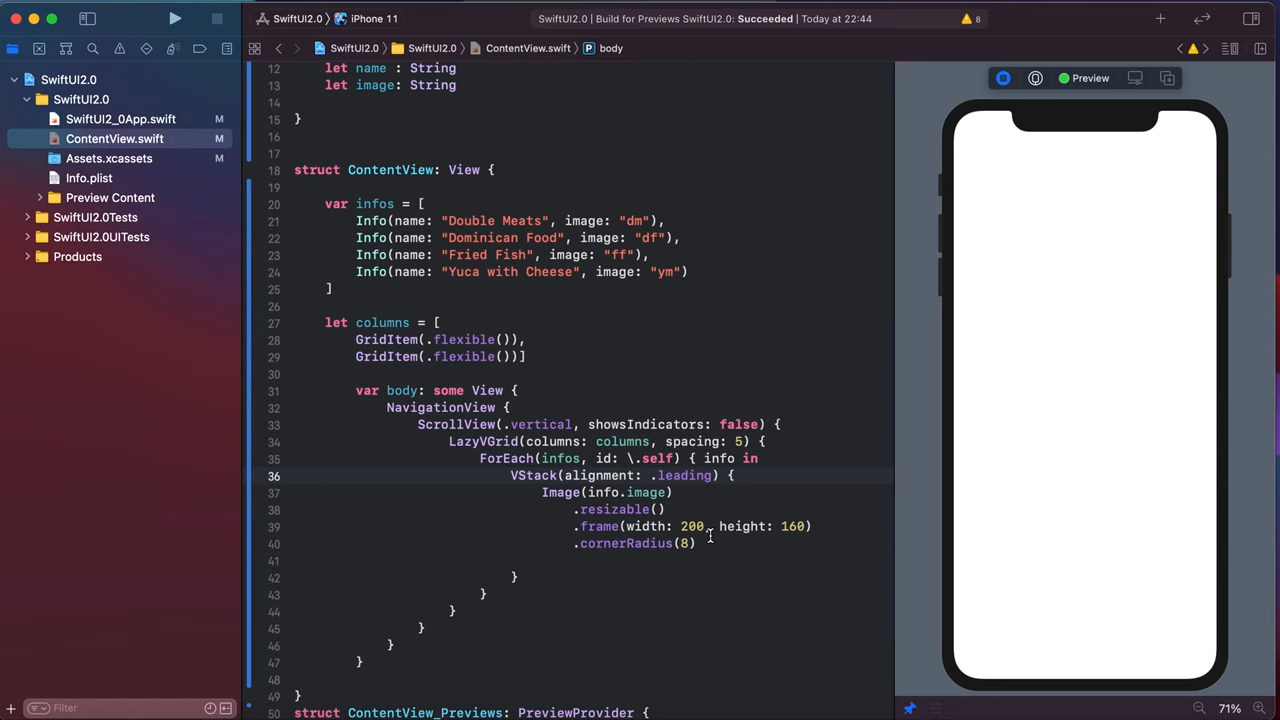 SwiftUI2.0
iPhone 11
SwiftUI2.0 | Build for Previews SwiftUI2.0: Succeeded | Today at 22:44
8
SwiftUI2.0
SwiftUI2.0
ContentView.swift
P
body
SwiftUI2.0
SwiftUI2.0
SwiftUI2_0App.swift
M
ContentView.swift
M
Assets.xcassets
M
Info.plist
Preview Content
SwiftUI2.0Tests
SwiftUI2.0UITests
Products
Filter
12 let name : String
13 let image: String
14
15 }
16
17
18 struct ContentView: View {
19
20 var infos = [
21 Info(name: "Double Meats", image: "dm"),
22 Info(name: "Dominican Food", image: "df"),
23 Info(name: "Fried Fish", image: "ff"),
24 Info(name: "Yuca with Cheese", image: "ym")
25 ]
26
27 let columns = [
28 GridItem(.flexible()),
29 GridItem(.flexible())]
30
31 var body: some View {
32 NavigationView {
33 ScrollView(.vertical, showsIndicators: false) {
34 LazyVGrid(columns: columns, spacing: 5) {
35 ForEach(infos, id: \.self) { info in
36 VStack(alignment: .leading) {
37 Image(info.image)
38 .resizable()
39 .frame(width: 200, height: 160)
40 .cornerRadius(8)
41
42 }
43 }
44 }
45 }
46 }
47 }
48
49 }
50 struct ContentView_Previews: PreviewProvider {
Preview
71%